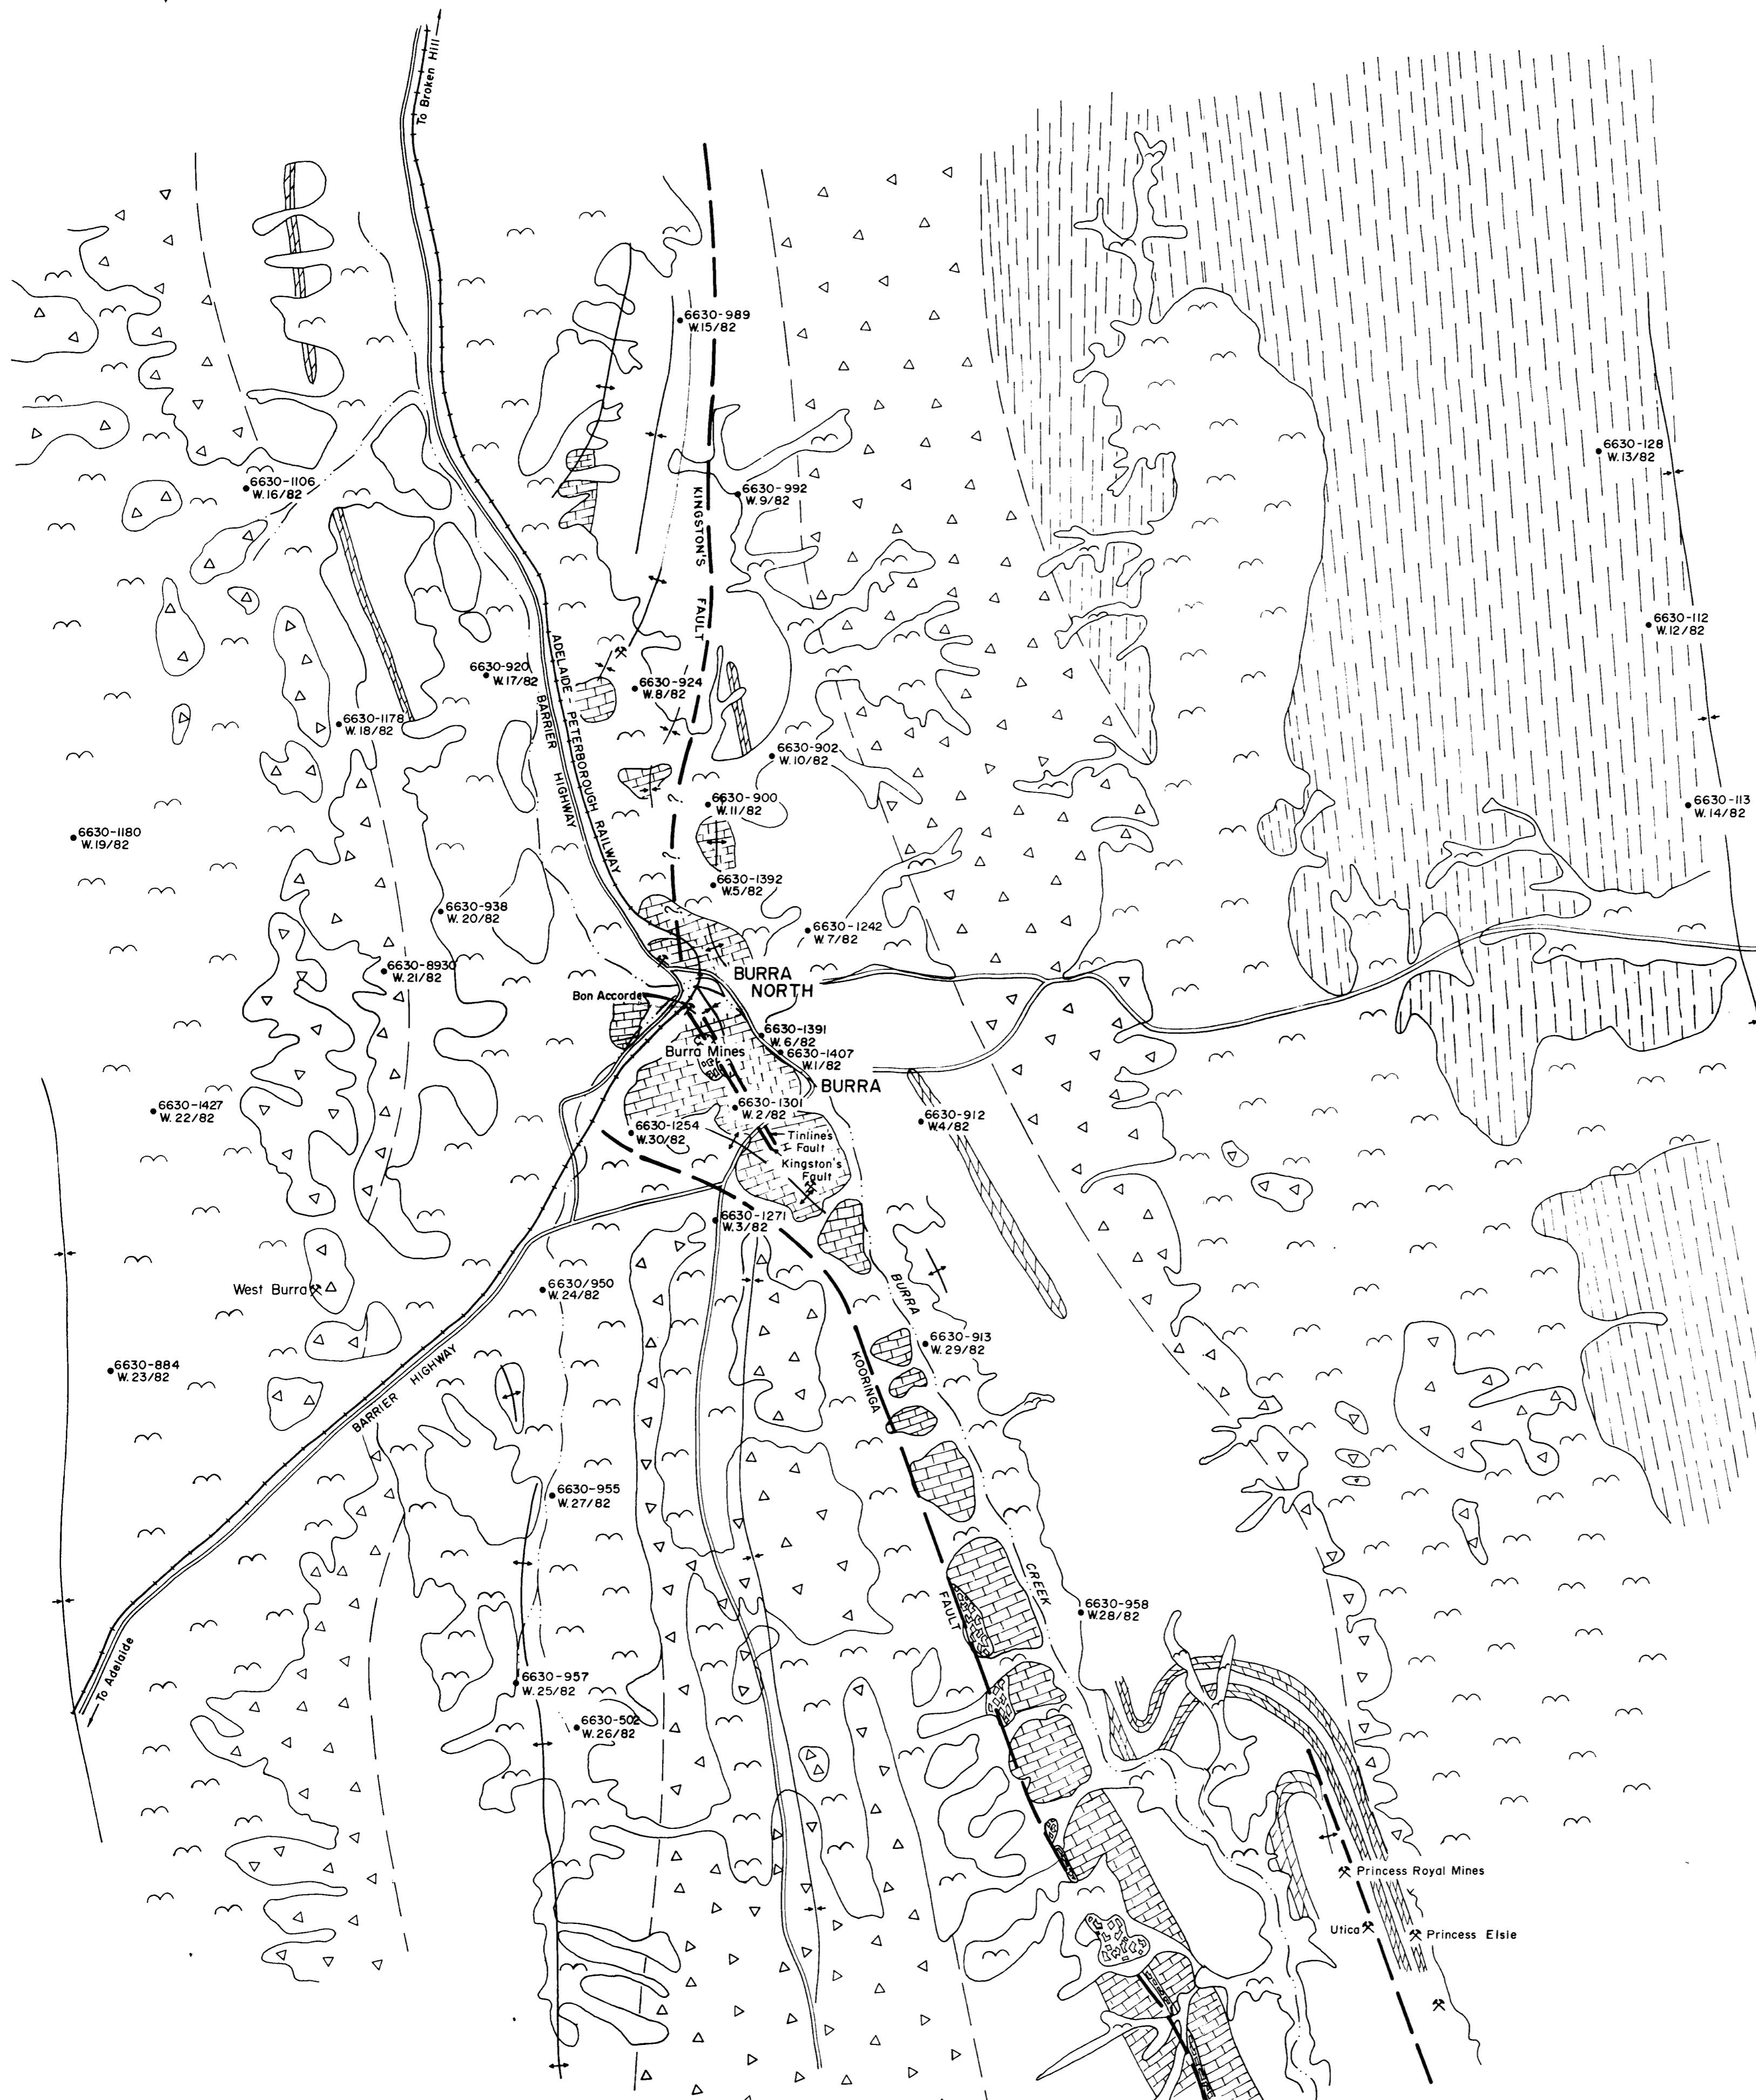 To Broken Hill
6630-989
W.15/82
6630-128
W.13/82
6630-1106
W.16/82
6630-992
W.9/82
KINGSTON'S FAULT
6630-112
W.12/82
ADELAIDE - PETERBOROUGH RAILWAY
BARRIER HIGHWAY
6630-920
W.17/82
6630-924
W.8/82
6630-1178
W.18/82
6630-902
W.10/82
?
6630-900
W.11/82
6630-113
W.14/82
6630-1180
W.19/82
?
6630-1392
W.5/82
6630-938
W.20/82
6630-1242
W.7/82
6630-8930
W.21/82
BURRA
NORTH
Bon Accorde
6630-1391
W.6/82
Burra Mines
6630-1407
W.1/82
BURRA
6630-1427
W.22/82
6630-1301
W.2/82
6630-912
W.4/82
6630-1254
W.30/82
Tinline's
Fault
Kingston's
Fault
6630-1271
W.3/82
West Burra
6630/950
W.24/82
BURRA
6630-913
W.29/82
6630-884
W.23/82
BARRIER HIGHWAY
KOORINGA
6630-955
W.27/82
CREEK
FAULT
6630-958
W.28/82
To Adelaide
6630-957
W.25/82
6630-502
W.26/82
Princess Royal Mines
Utica
Princess Elsie